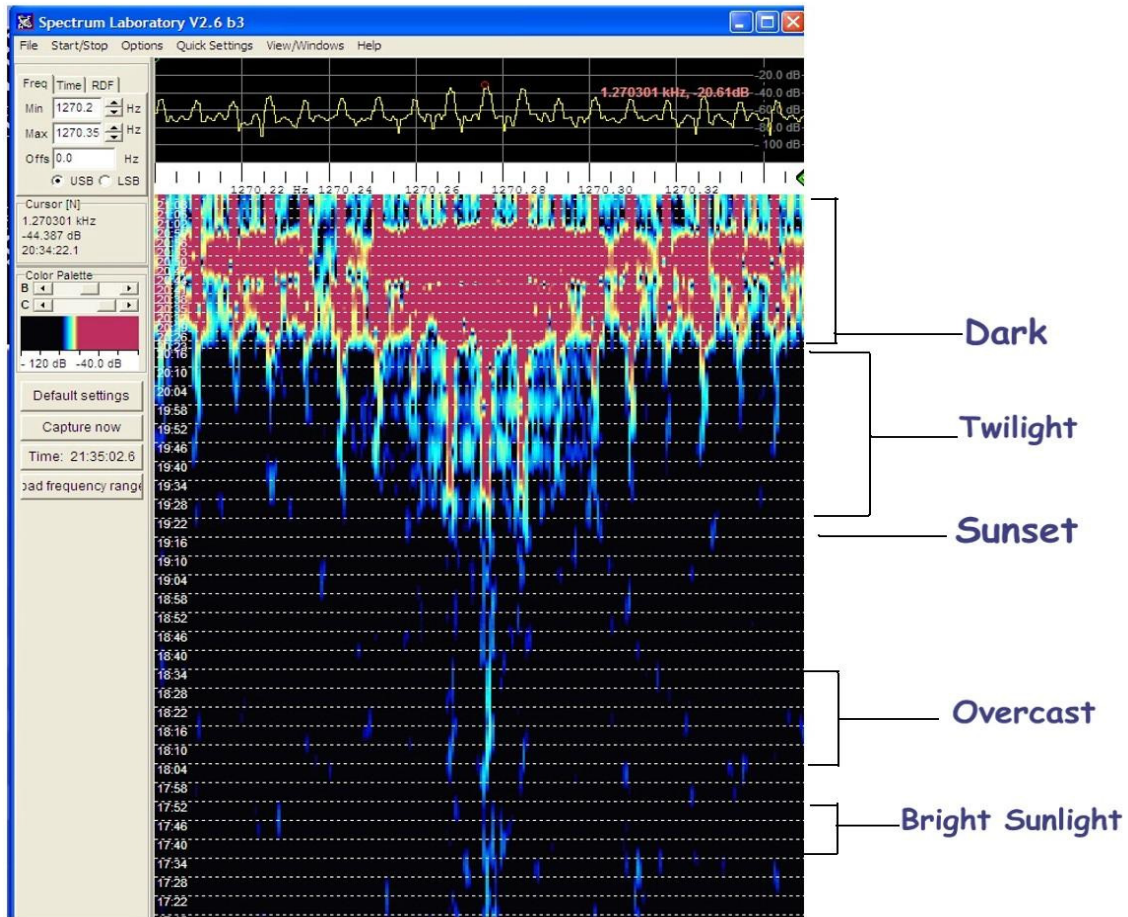 Spectrum Laboratory V2.6 b3
File Start/Stop Options Quick Settings View/Windows Help
Freq Time RDF
Min 1270.2 Hz
Max 1270.35 Hz
Offs 0.0 Hz
USB LSB
Cursor [N]
1.270301 kHz
-44.387 dB
20:34:22.1
Color Palette
B
C
- 120 dB -40.0 dB
Default settings
Capture now
Time: 21:35:02.6
oad frequency range
-20.0 dB
-40.0 dB
1.270301 kHz, -20.61dB
-80.0 dB
- 100 dB
1270.22 Hz 1270.24 1270.26 1270.28 1270.30 1270.32
20:16
20:10
20:04
19:58
19:52
19:46
19:40
19:34
19:28
19:22
19:16
19:10
19:04
18:58
18:52
18:46
18:40
18:34
18:28
18:22
18:16
18:10
18:04
17:58
17:52
17:46
17:40
17:34
17:28
17:22
Dark
Twilight
Sunset
Overcast
Bright Sunlight